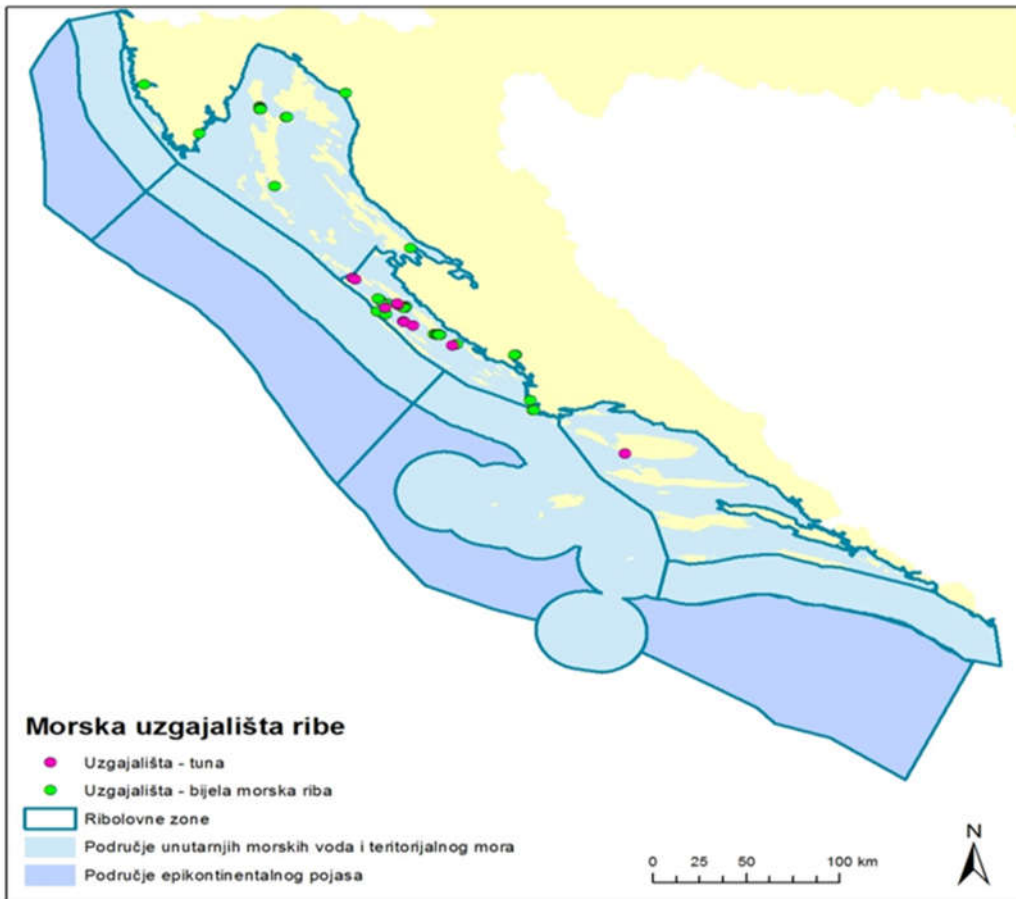 Morska uzgajališta ribe
Uzgajališta - tuna
Uzgajališta - bijela morska riba
Ribolovne zone
Područje unutarnjih morskih voda i teritorijalnog mora
Područje epikontinentalnog pojasa
0 25 50 100 km
N